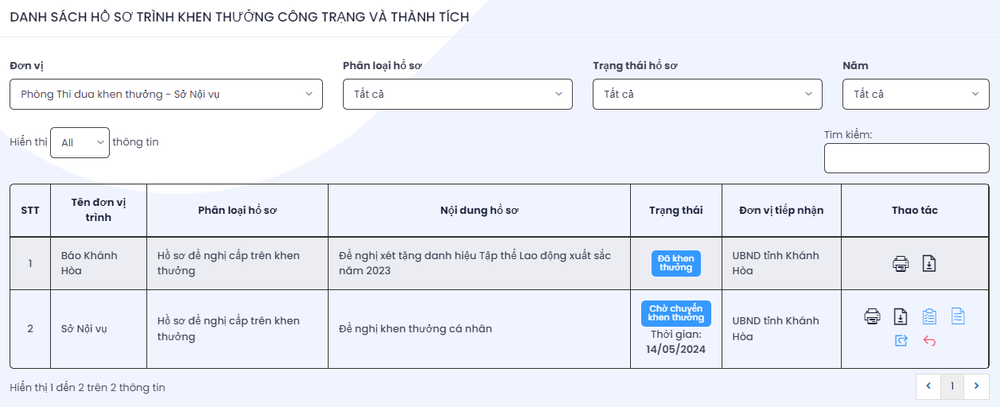 DANH SÁCH HỒ SƠ TRÌNH KHEN THƯỞNG CÔNG TRẠNG VÀ THÀNH TÍCH
Đơn vị Phân loại hồ sơ Trạng thái hồ sơ Năm
Phòng Thi đua khen thưởng - Sở Nội vụ Tất cả Tất cả Tất cả
Tìm kiếm:
Hiển thị All thông tin
STT Tên đơn vị trình Phân loại hồ sơ Nội dung hồ sơ Trạng thái Đơn vị tiếp nhận Thao tác
1
Báo Khánh
Hòa
Hồ sơ đề nghị cấp trên khen
thưởng
Đề nghị xét tặng danh hiệu Tập thể Lao động xuất sắc
năm 2023
Đã khen
thưởng
UBND tỉnh Khánh
Hòa
2
Sở Nội vụ
Hồ sơ đề nghị cấp trên khen
thưởng
Đề nghị khen thưởng cá nhân
Chờ chuyển
khen thưởng
Thời gian:
14/05/2024
UBND tỉnh Khánh
Hòa
Hiển thị 1 đến 2 trên 2 thông tin
1